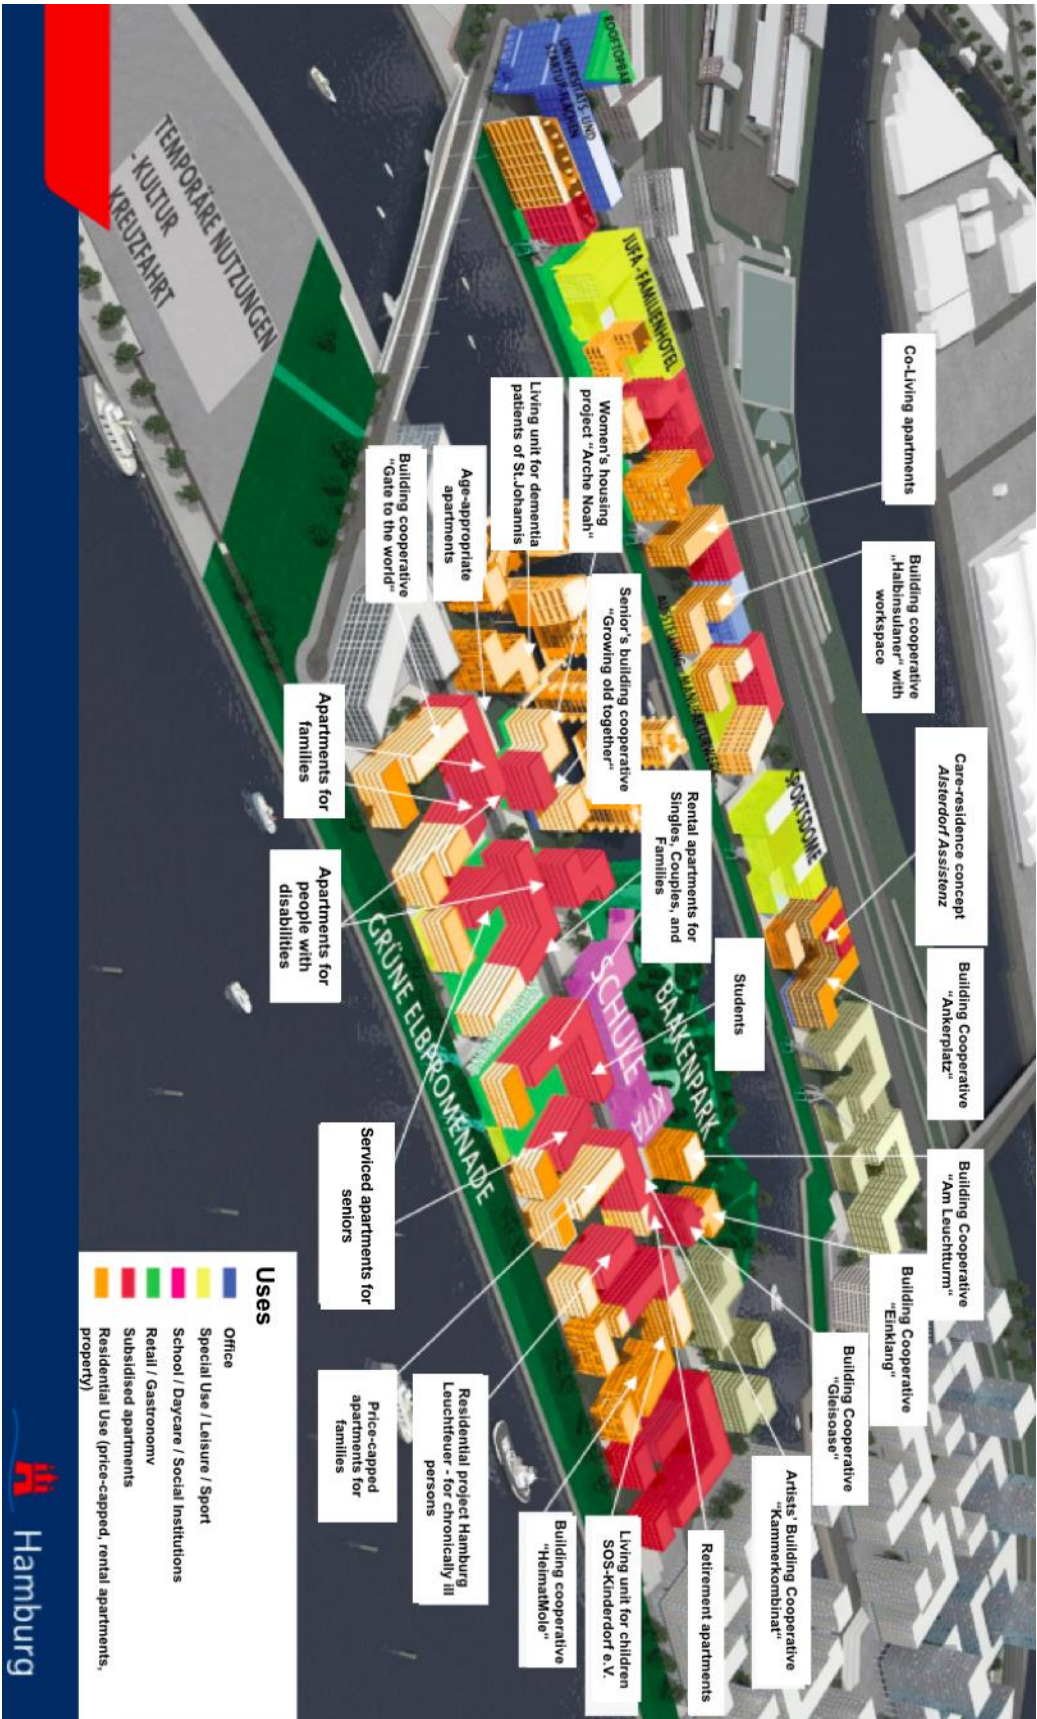 ROOFTOPBAR
UNIVERSITÄTS- UND
STARTUP-FLÄCHEN
JUFA - FAMILIENHOTEL
TEMPORÄRE NUTZUNGEN
- KULTUR
- KREUZFAHRT
Co-Living apartments
Building cooperative
„Halbinsulaner“ with
workspace
Care-residence concept
Alsterdorf Assistenz
Building Cooperative
“Ankerplatz“
Building Cooperative
“Am Leuchtturm“
Building Cooperative
“Einklang“
Building Cooperative
“Gleisoase“
Artists’ Building Cooperative
“Kammerkombinat“
Retirement apartments
Living unit for children
SOS-Kinderdorf e.V.
Building cooperative
“HeimatMole“
Residential project Hamburg
Leuchtfeuer - for chronically ill
persons
Price-capped
apartments for
families
Serviced apartments for
seniors
Students
Rental apartments for
Singles, Couples, and
Families
Senior’s building cooperative
“Growing old together“
Women’s housing
project “Arche Noah“
Living unit for dementia
patients of St.Johannis
Age-appropriate
apartments
Building cooperative
“Gate to the world“
Apartments for
families
Apartments for
people with
disabilities
SPORTSDOME
SCHULE
KITA
BAAKENPARK
GRÜNE ELBPROMENADE
Uses
Office
Special Use / Leisure / Sport
School / Daycare / Social Institutions
Retail / Gastronomy
Subsidised apartments
Residential Use (price-capped, rental apartments,
property)
Hamburg